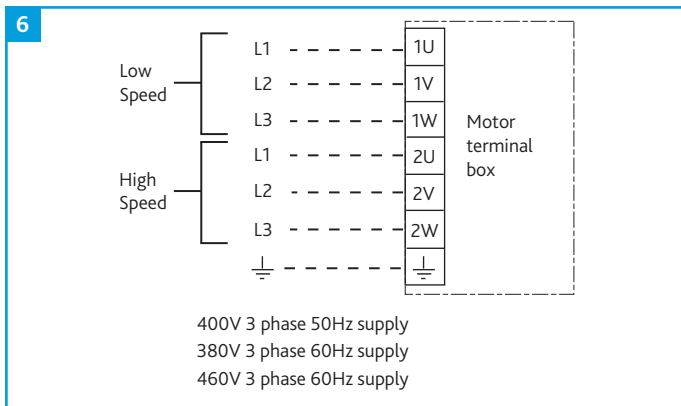 6
Low
Speed
L1
1U
L2
1V
L3
1W
High
Speed
L1
2U
L2
2V
L3
2W
Motor
terminal
box
400V 3 phase 50Hz supply
380V 3 phase 60Hz supply
460V 3 phase 60Hz supply